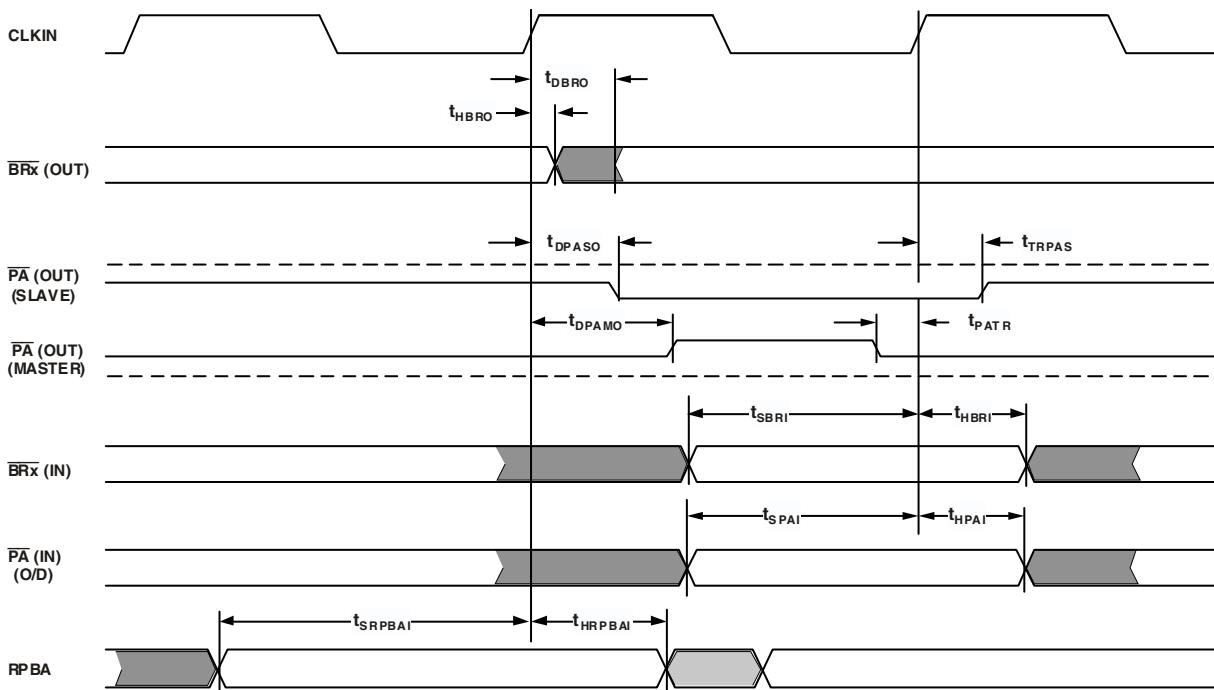 CLKIN
tDBRO
tHBRO
BRx (OUT)
tDPASO
tTRPAS
PA (OUT)
(SLAVE)
tDPAMO
tPATR
PA (OUT)
(MASTER)
tSBRI
tHBRI
BRx (IN)
tSPAI
tHPAI
PA (IN)
(O/D)
tSRPBAI
tHRPBAI
RPBA